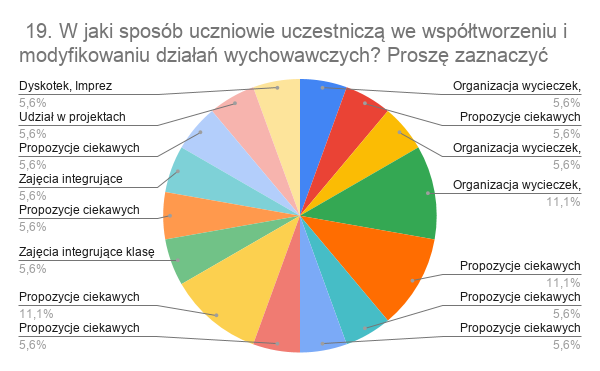 19. W jaki sposób uczniowie uczestniczą we współtworzeniu i
modyfikowaniu działań wychowawczych? Proszę zaznaczyć
Dyskotek, Imprez
5,6%
Udział w projektach
5,6%
Propozycje ciekawych
5,6%
Zajęcia integrujące
5,6%
Propozycje ciekawych
5,6%
Zajęcia integrujące klasę
5,6%
Propozycje ciekawych
11,1%
Propozycje ciekawych
5,6%
Organizacja wycieczek,
5,6%
Propozycje ciekawych
5,6%
Organizacja wycieczek,
5,6%
Organizacja wycieczek,
11,1%
Propozycje ciekawych
11,1%
Propozycje ciekawych
5,6%
Propozycje ciekawych
5,6%